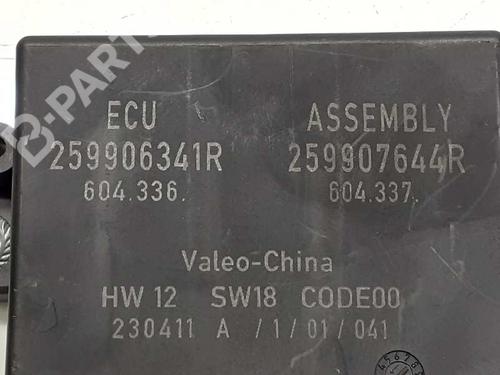 ECU ASSEMBLY
259906341R 259907644R
604.336. 604.337.
Valeo-China
HW 12 SW18 CODE00
230411 A /1/01/041
B-PARTS